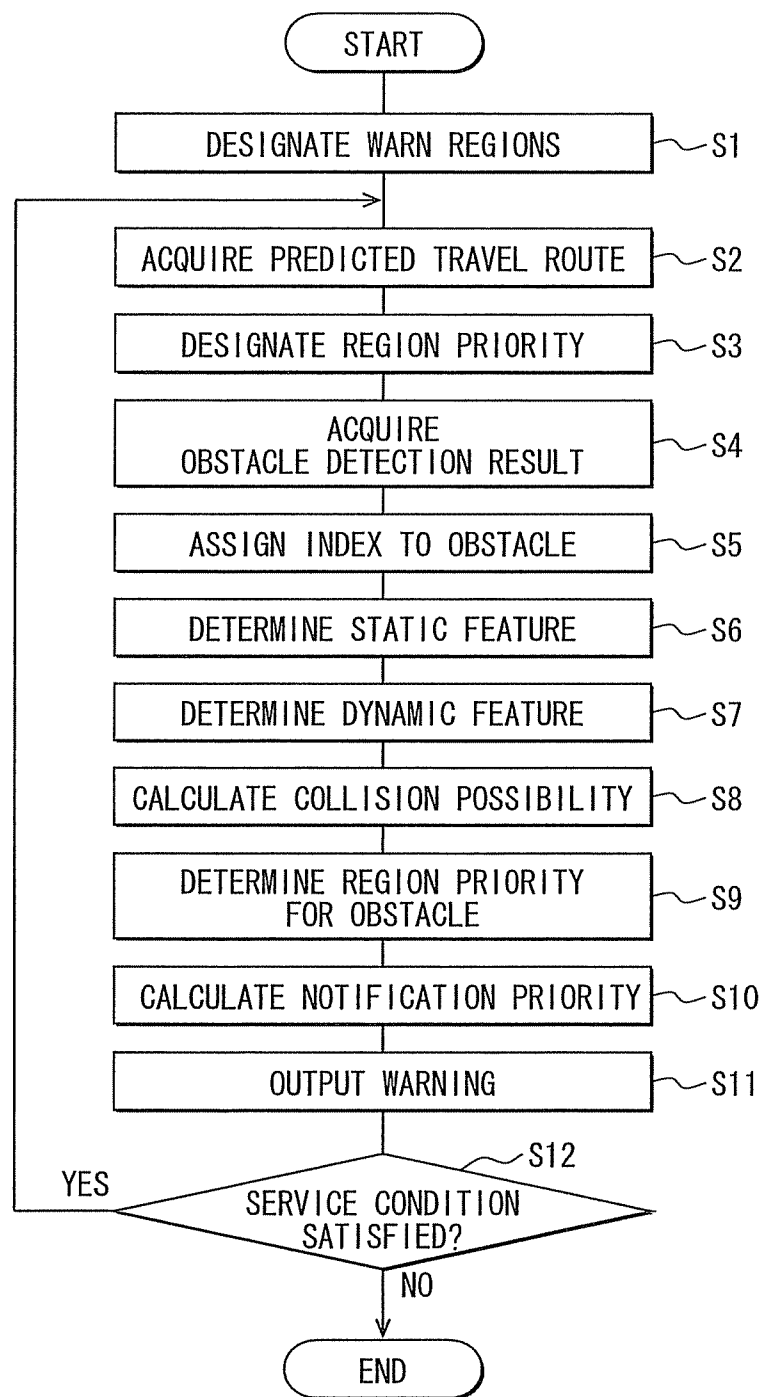 START
DESIGNATE WARN REGIONS
S1
ACQUIRE PREDICTED TRAVEL ROUTE
S2
DESIGNATE REGION PRIORITY
S3
ACQUIRE
OBSTACLE DETECTION RESULT
S4
ASSIGN INDEX TO OBSTACLE
S5
DETERMINE STATIC FEATURE
S6
DETERMINE DYNAMIC FEATURE
S7
CALCULATE COLLISION POSSIBILITY
S8
DETERMINE REGION PRIORITY
FOR OBSTACLE
S9
CALCULATE NOTIFICATION PRIORITY
S10
OUTPUT WARNING
S11
S12
YES
SERVICE CONDITION
SATISFIED?
NO
END